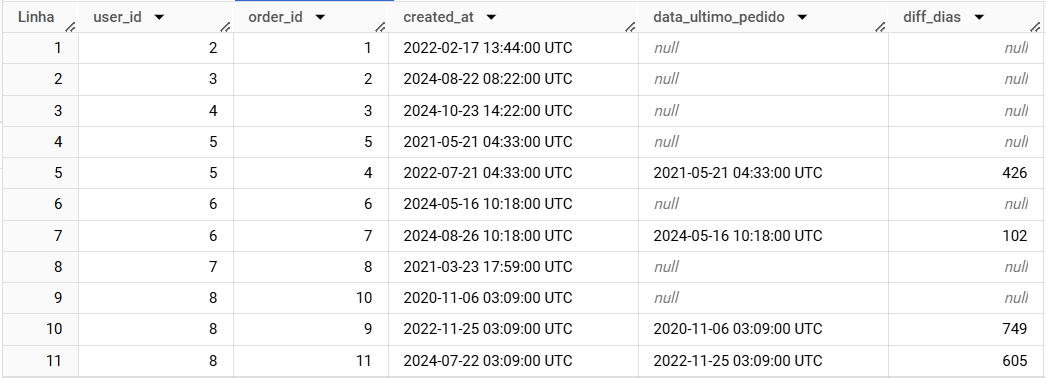 Linha user_id order_id created_at data_ultimo_pedido diff_dias
1 2 1 2022-02-17 13:44:00 UTC null null
2 3 2 2024-08-22 08:22:00 UTC null null
3 4 3 2024-10-23 14:22:00 UTC null null
4 5 5 2021-05-21 04:33:00 UTC null null
5 5 4 2022-07-21 04:33:00 UTC 2021-05-21 04:33:00 UTC 426
6 6 6 2024-05-16 10:18:00 UTC null null
7 6 7 2024-08-26 10:18:00 UTC 2024-05-16 10:18:00 UTC 102
8 7 8 2021-03-23 17:59:00 UTC null null
9 8 10 2020-11-06 03:09:00 UTC null null
10 8 9 2022-11-25 03:09:00 UTC 2020-11-06 03:09:00 UTC 749
11 8 11 2024-07-22 03:09:00 UTC 2022-11-25 03:09:00 UTC 605